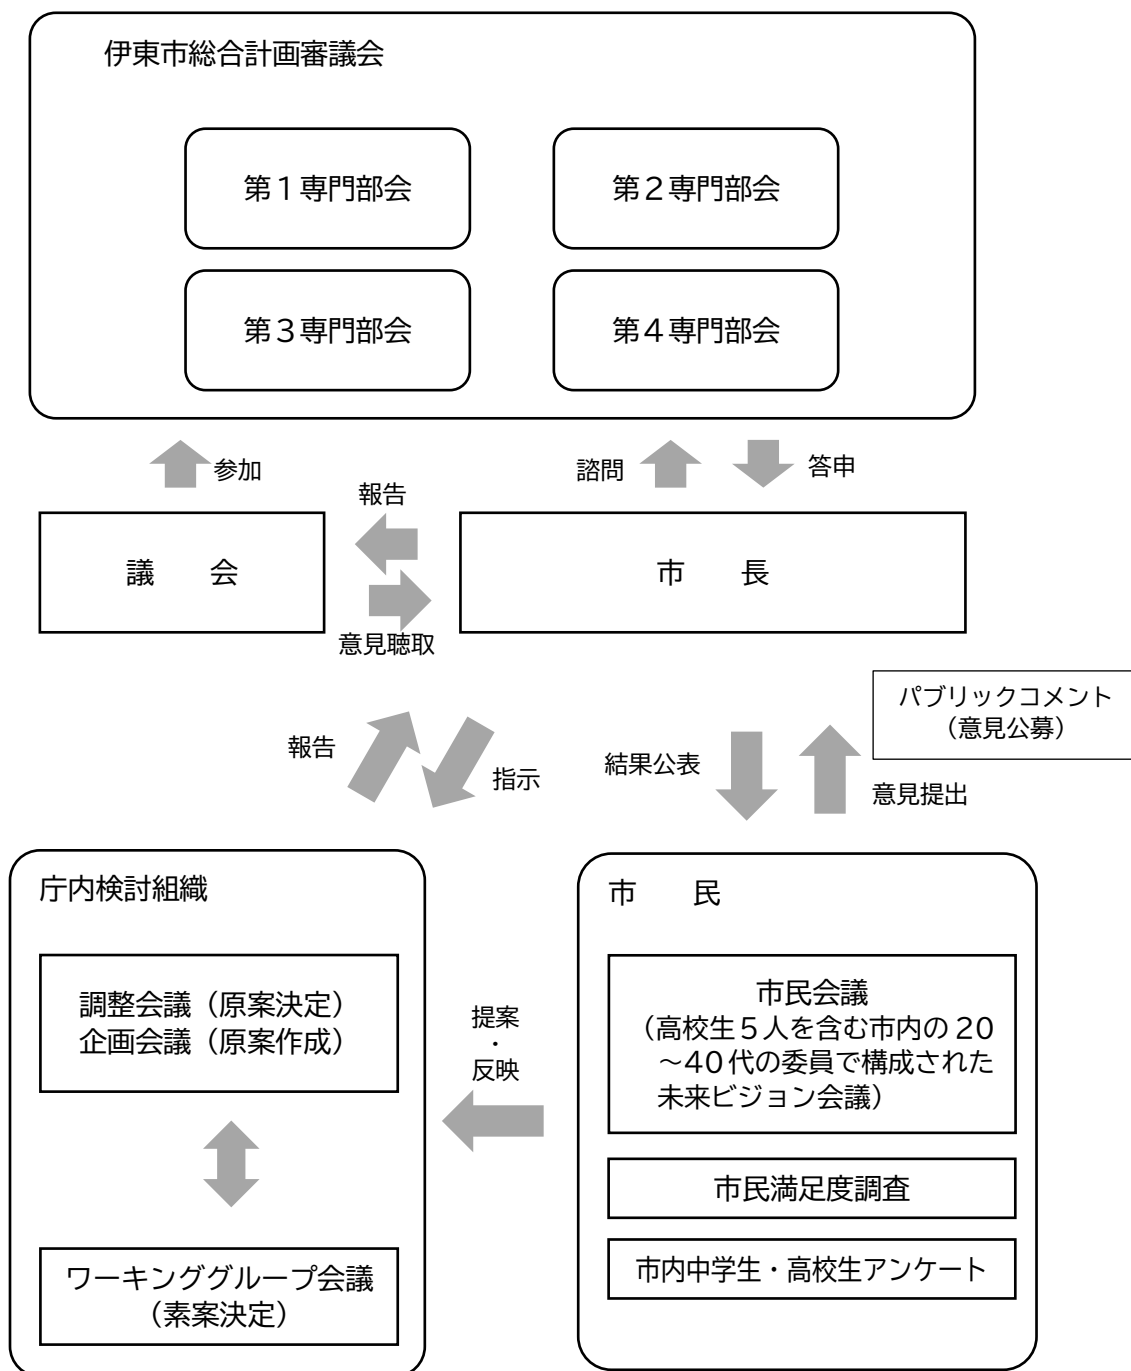 伊東市総合計画審議会
第1専門部会
第2専門部会
第3専門部会
第4専門部会
参加
諮問
答申
報告
議　会
市　長
意見聴取
パブリックコメント
（意見公募）
報告
指示
結果公表
意見提出
庁内検討組織
調整会議（原案決定）
企画会議（原案作成）
ワーキンググループ会議
（素案決定）
提案
・
反映
市　民
市民会議
（高校生5人を含む市内の20
～40代の委員で構成された
未来ビジョン会議）
市民満足度調査
市内中学生・高校生アンケート